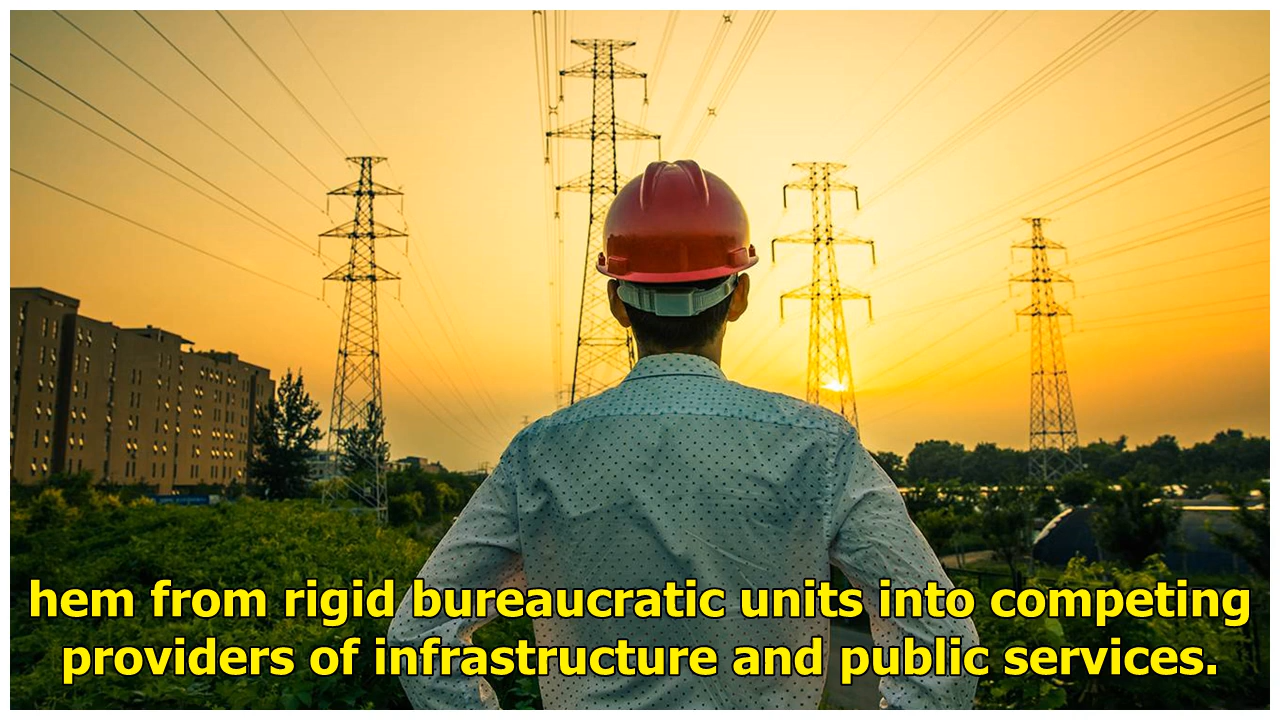 hem from rigid bureaucratic units into competing
providers of infrastructure and public services.